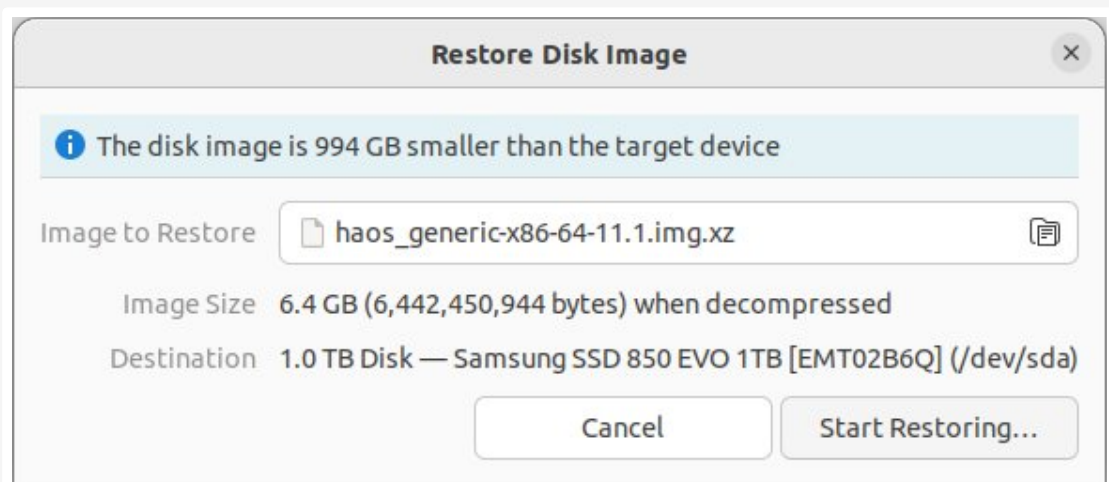 Restore Disk Image
The disk image is 994 GB smaller than the target device
Image to Restore haos_generic-x86-64-11.1.img.xz
Image Size 6.4 GB (6,442,450,944 bytes) when decompressed
Destination 1.0 TB Disk — Samsung SSD 850 EVO 1TB [EMT02B6Q] (/dev/sda)
Cancel Start Restoring…